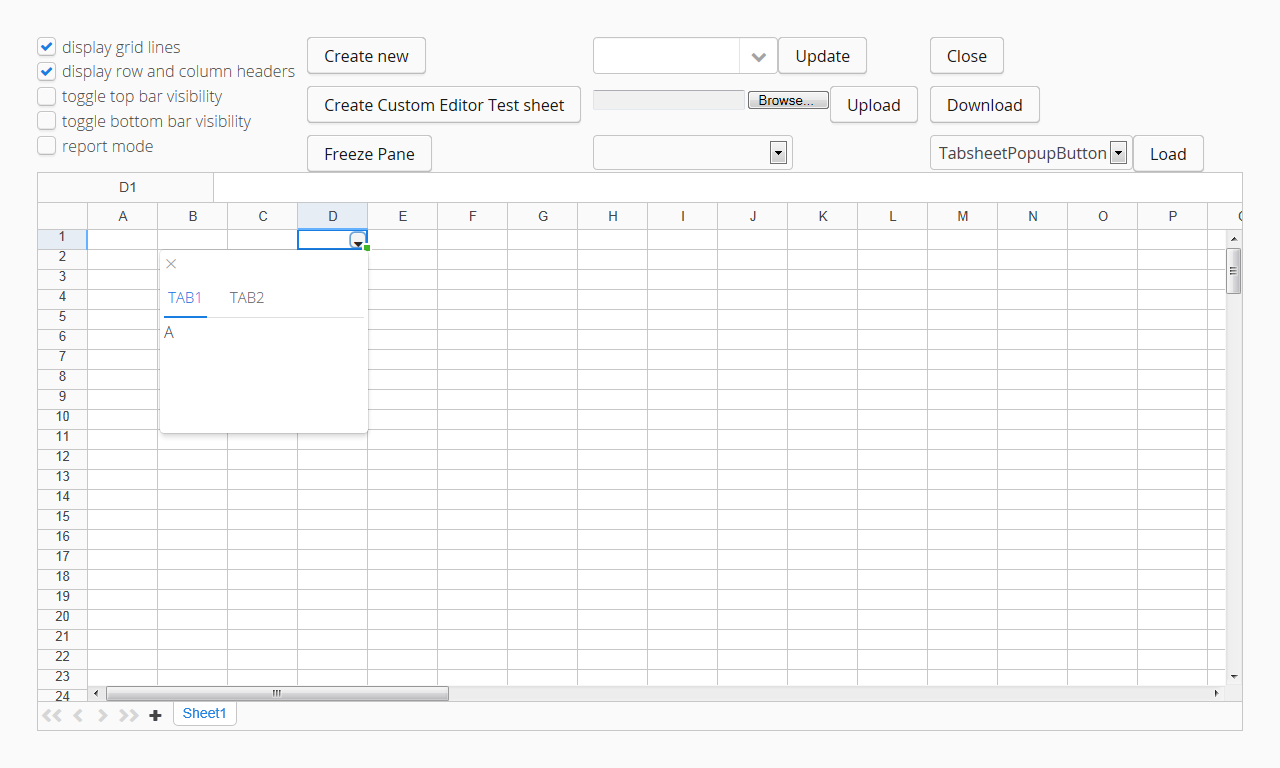 display grid lines
display row and column headers
toggle top bar visibility
toggle bottom bar visibility
report mode
Create new
Update
Close
Create Custom Editor Test sheet
Browse...
Upload
Download
Freeze Pane
TabsheetPopupButton
Load
D1
A B C D E F G H I J K L M N O P
1
2
3
4
5
6
7
8
9
10
11
12
13
14
15
16
17
18
19
20
21
22
23
24
TAB1 TAB2
A
Sheet1